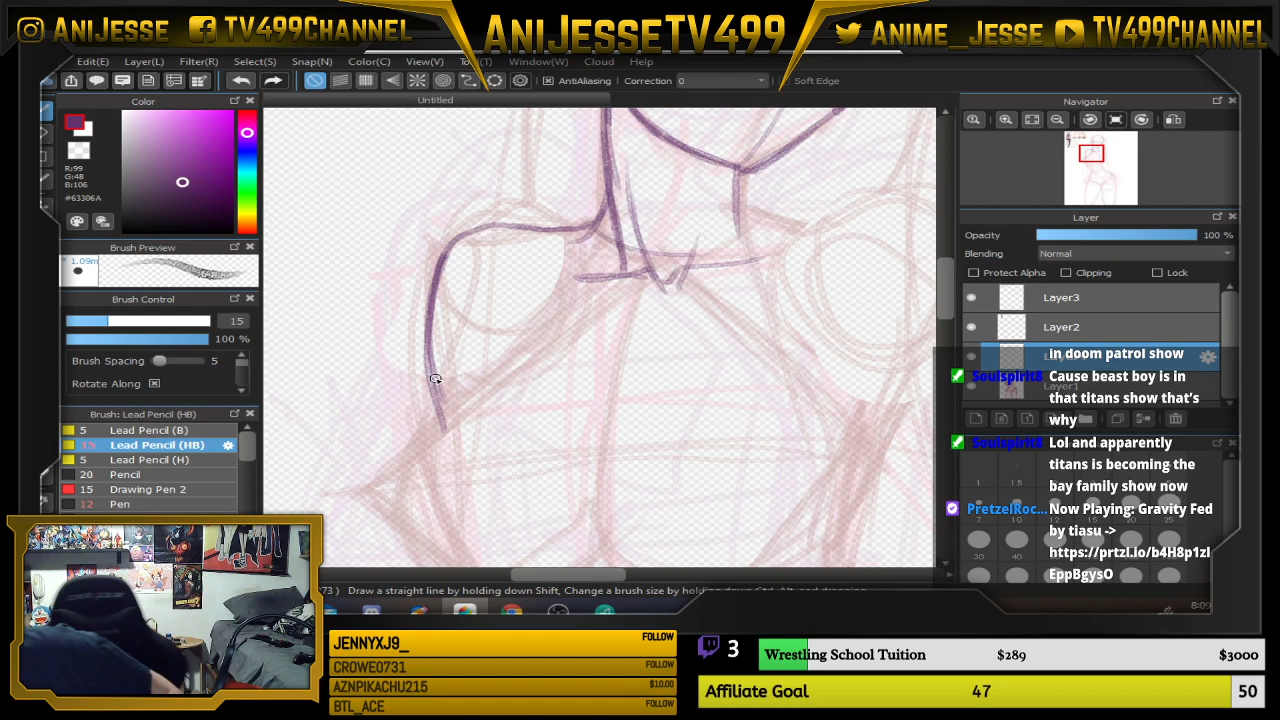 ANIJESSE
TV499CHANNEL
ANIJESSETV499
ANIME_JESSE
TV499CHANNEL
Edit(E)
Layer(L)
Filter(R)
Select(S)
Snap(N)
Color(C)
View(V)
Window(W)
Cloud
Help
AntiAliasing
Correction
0
Soft Edge
Color
R:99
G:48
B:106
#63306A
Brush Preview
1.09m
Brush Control
15
100 %
Brush Spacing
5
Rotate Along
Brush: Lead Pencil (HB)
5 Lead Pencil (B)
15 Lead Pencil (HB)
5 Lead Pencil (H)
20 Pencil
15 Drawing Pen 2
12 Pen
Untitled
Navigator
Layer
Opacity
100 %
Blending
Normal
Protect Alpha
Clipping
Lock
Layer3
Layer2
in doom patrol show
Soulspirit8 Cause beast boy is in
that titans show that's
why
Soulspirit8 Lol and apparently
titans is becoming the
bay family show now
PretzelRoc... Now Playing: Gravity Fed
by tiasu ->
https://prtzl.io/b4H8p1zl
EppBgysO
Draw a straight line by holding down Shift, Change a brush size by holding down Ctrl, Alt, and dragging
8:09
JENNYXJ9_
FOLLOW
CROWE0731
FOLLOW
AZNPIKACHU215
$10.00
BTL_ACE
FOLLOW
3
Wrestling School Tuition
$289
$3000
Affiliate Goal
47
50